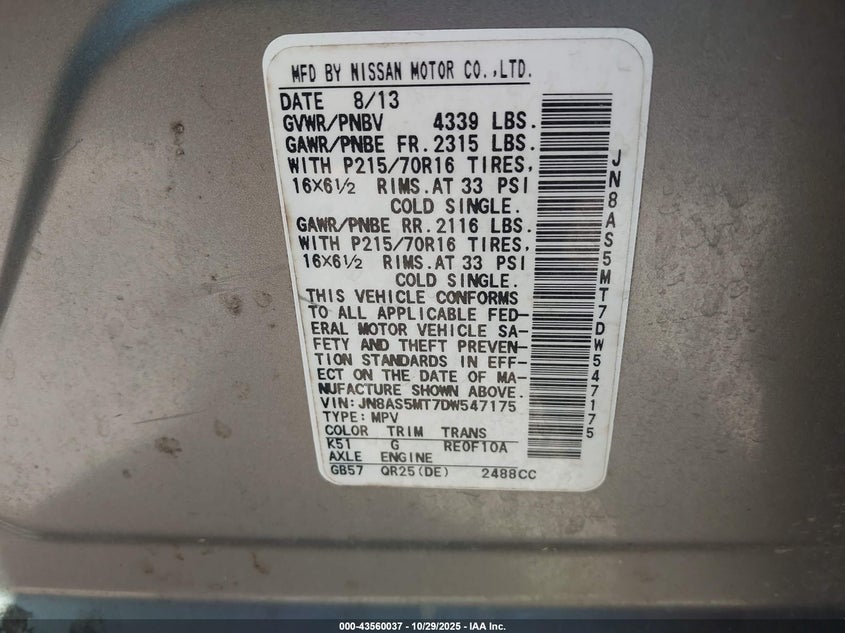 MFD BY NISSAN MOTOR CO.,LTD.
DATE 8/13
GVWR/PNBV 4339 LBS.
GAWR/PNBE FR. 2315 LBS.
WITH P215/70R16 TIRES,
16X6½ RIMS.AT 33 PSI
COLD SINGLE.
GAWR/PNBE RR. 2116 LBS.
WITH P215/70R16 TIRES,
16X6½ RIMS.AT 33 PSI
COLD SINGLE.
THIS VEHICLE CONFORMS
TO ALL APPLICABLE FED-
ERAL MOTOR VEHICLE SA-
FETY AND THEFT PREVEN-
TION STANDARDS IN EFF-
ECT ON THE DATE OF MA-
NUFACTURE SHOWN ABOVE.
VIN: JN8AS5MT7DW547175
TYPE: MPV
COLOR TRIM TRANS
K51 G RE0F10A
AXLE ENGINE
GB57 QR25(DE) 2488CC
JN8AS5MT7DW547175
000-43560037 | 10/29/2025 - IAA Inc.